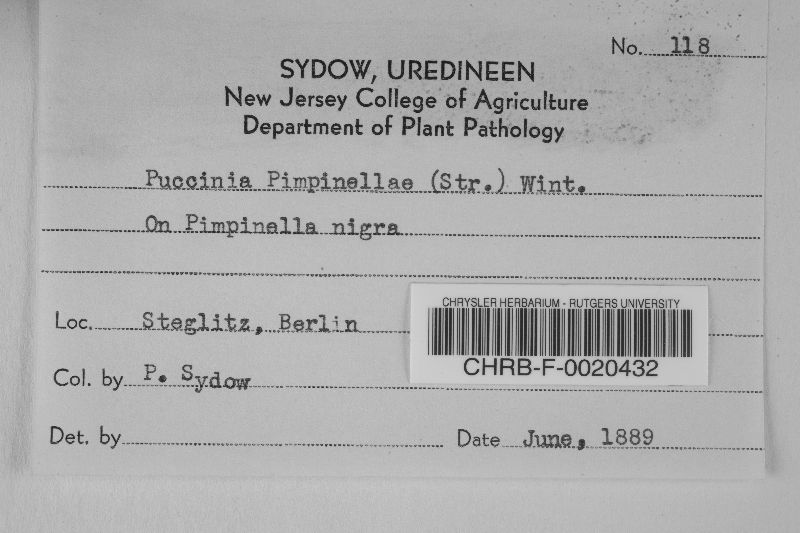 No. 118
SYDOW, UREDINEEN
New Jersey College of Agriculture
Department of Plant Pathology
Puccinia Pimpinellae (Str.) Wint.
On Pimpinella nigra
Loc. Steglitz, Berlin
CHRYSLER HERBARIUM - RUTGERS UNIVERSITY
CHRB-F-0020432
Col. by P. Sydow
Det. by
Date June, 1889